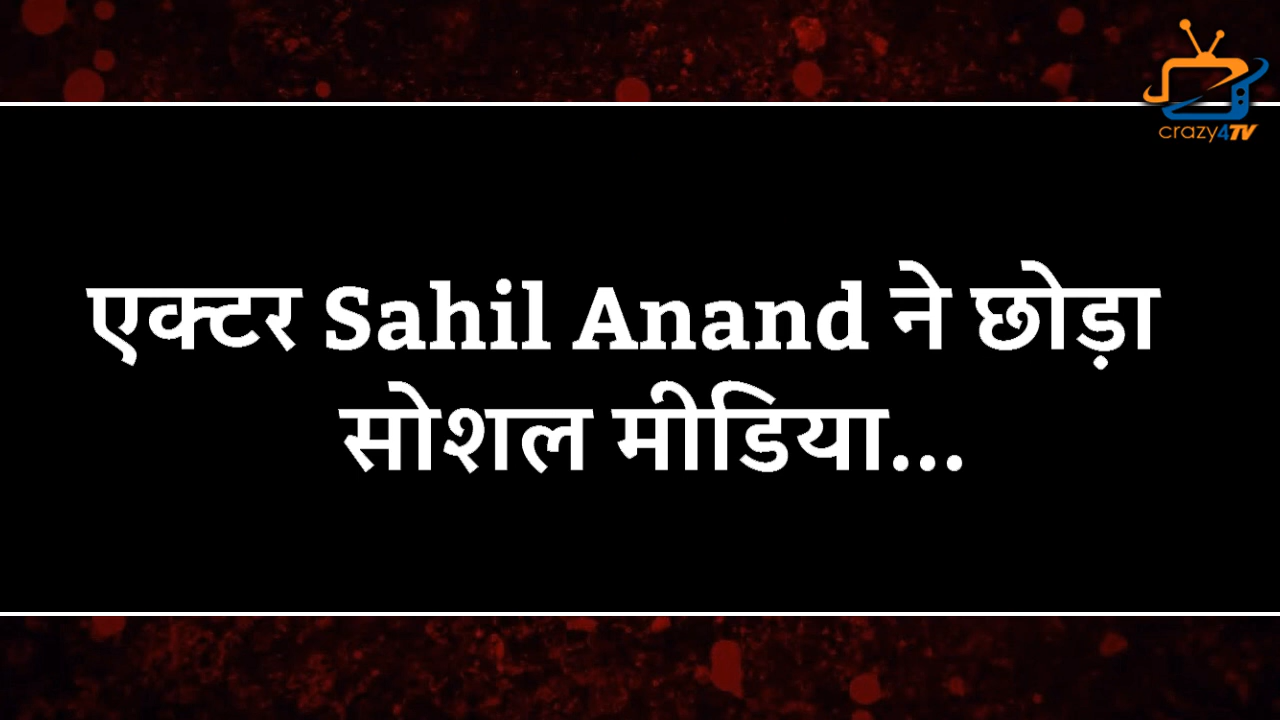 crazy4TV
एक्टर Sahil Anand ने छोड़ा
सोशल मीडिया...